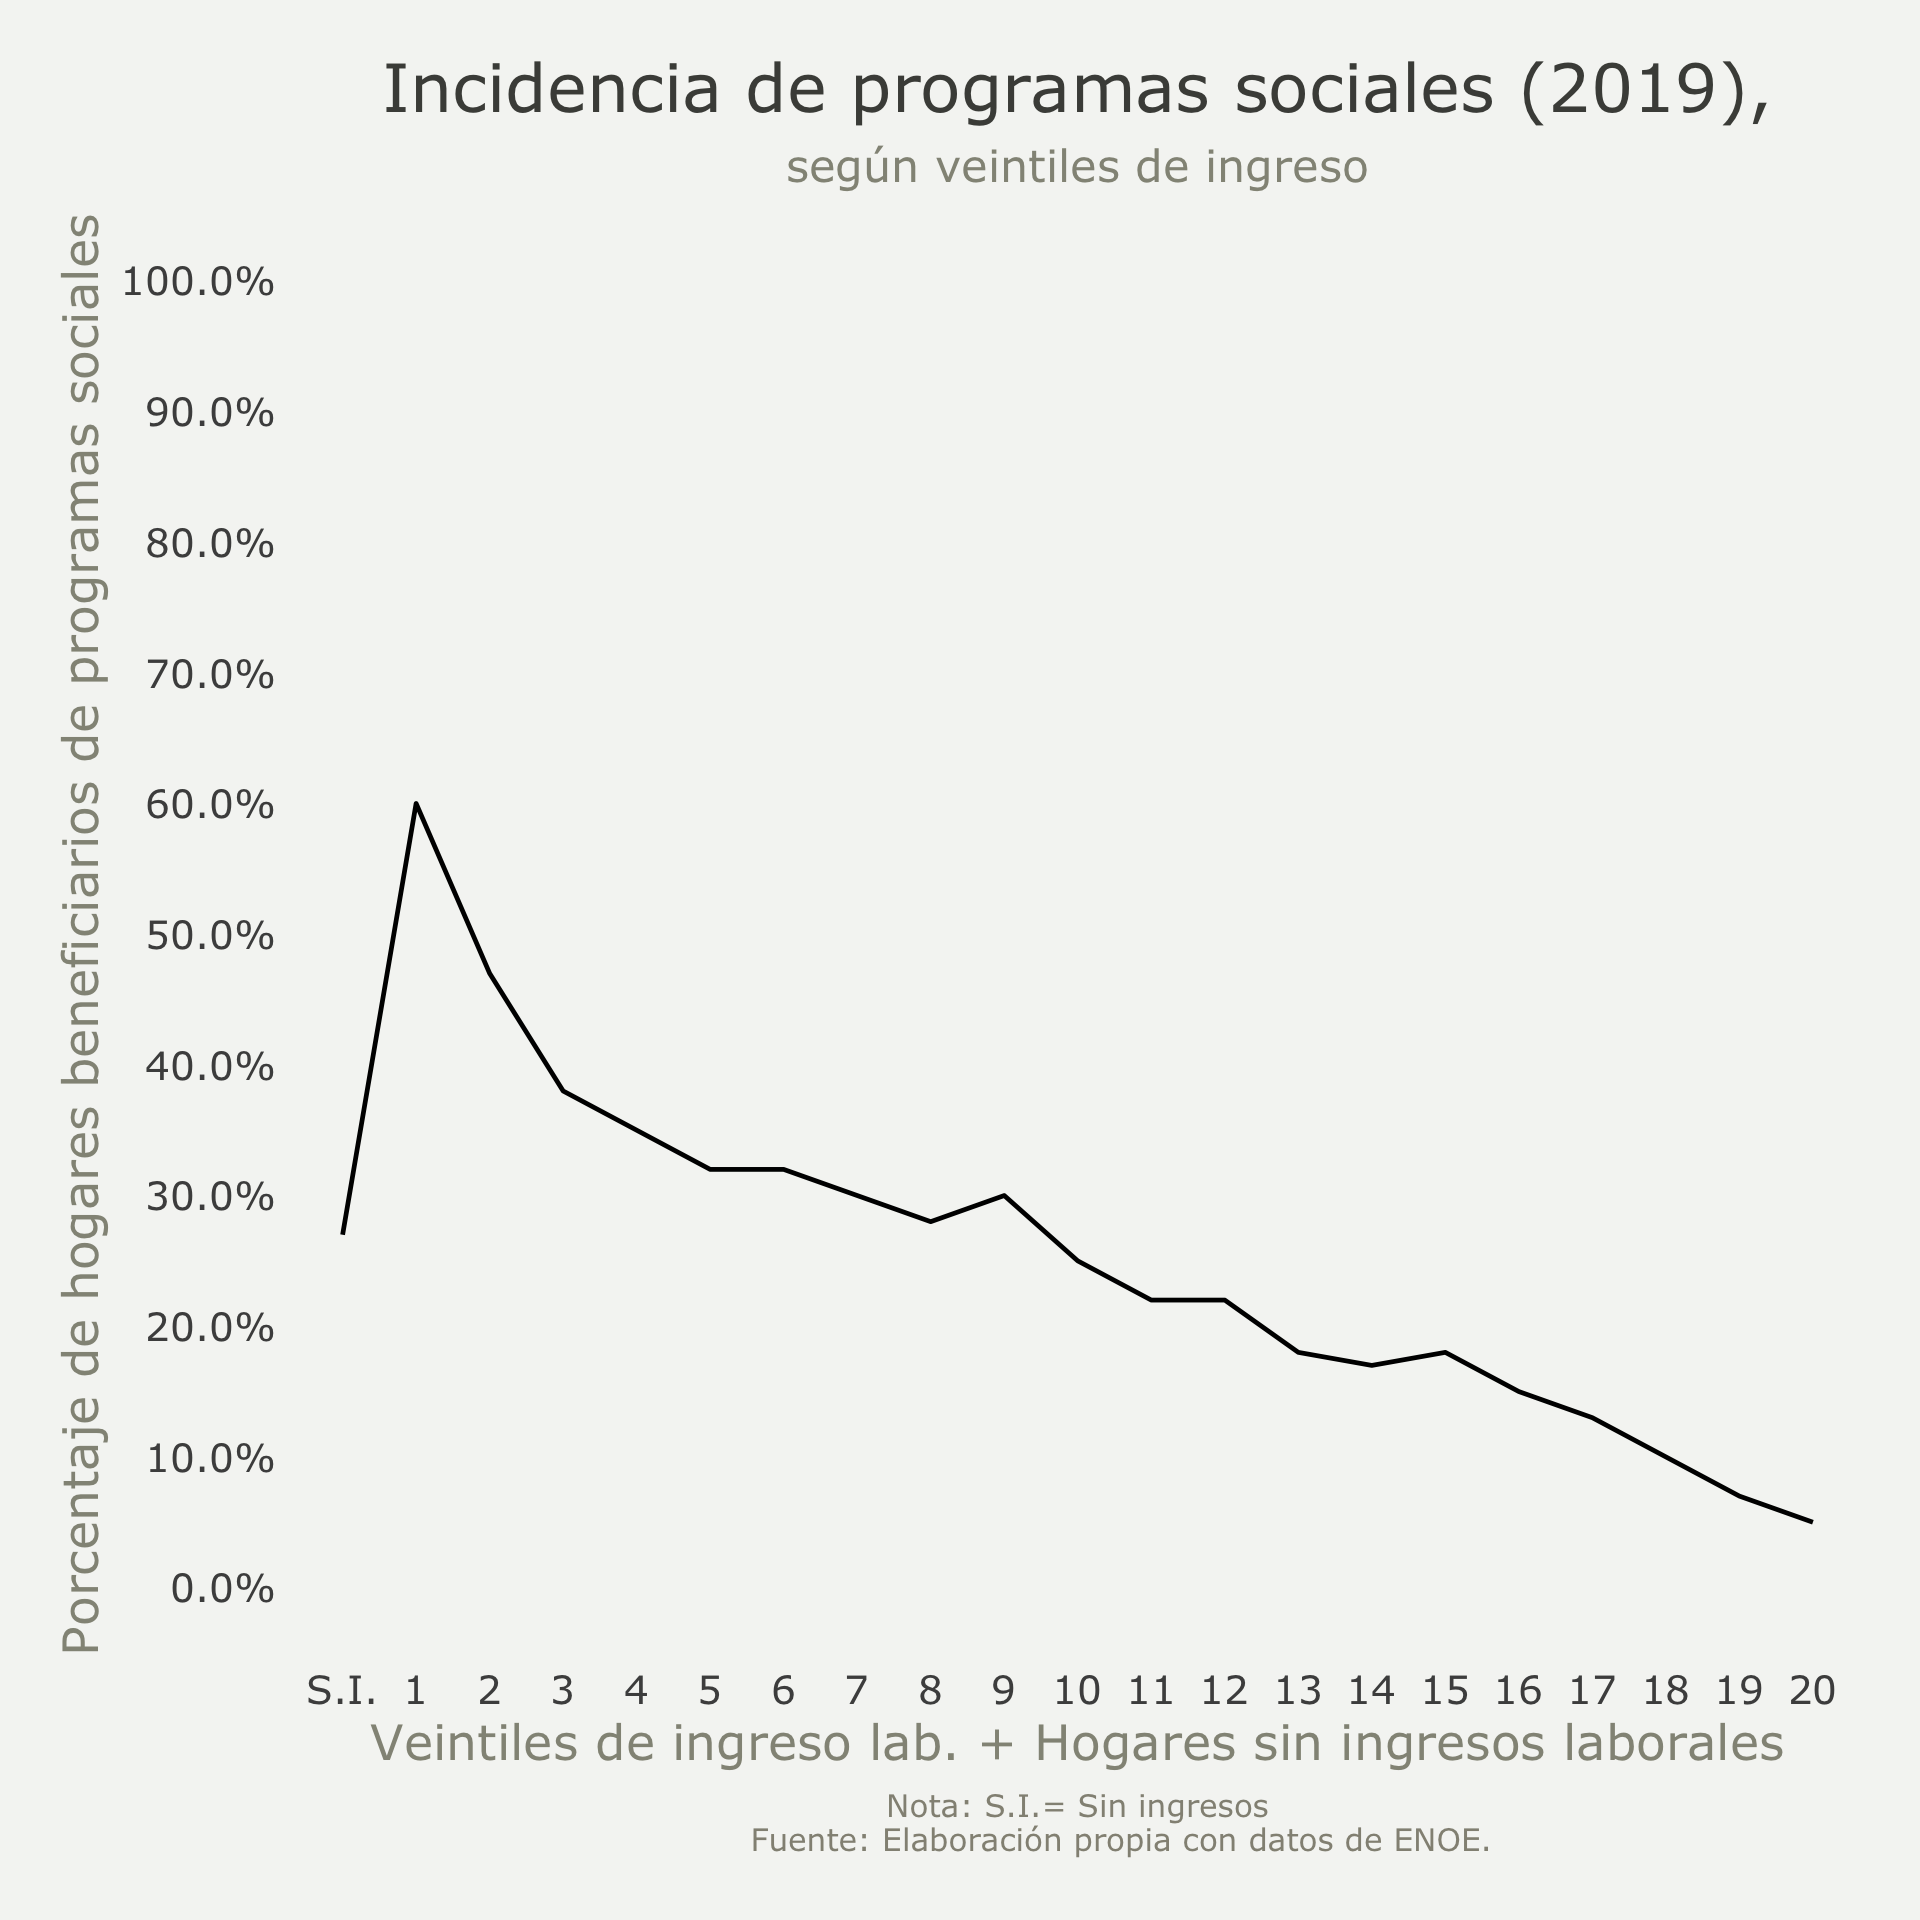 Incidencia de programas sociales (2019),
según veintiles de ingreso
Porcentaje de hogares beneficiarios de programas sociales
100.0%
90.0%
80.0%
70.0%
60.0%
50.0%
40.0%
30.0%
20.0%
10.0%
0.0%
S.I. 1 2 3 4 5 6 7 8 9 10 11 12 13 14 15 16 17 18 19 20
Veintiles de ingreso lab. + Hogares sin ingresos laborales
Nota: S.I.= Sin ingresos
Fuente: Elaboración propia con datos de ENOE.